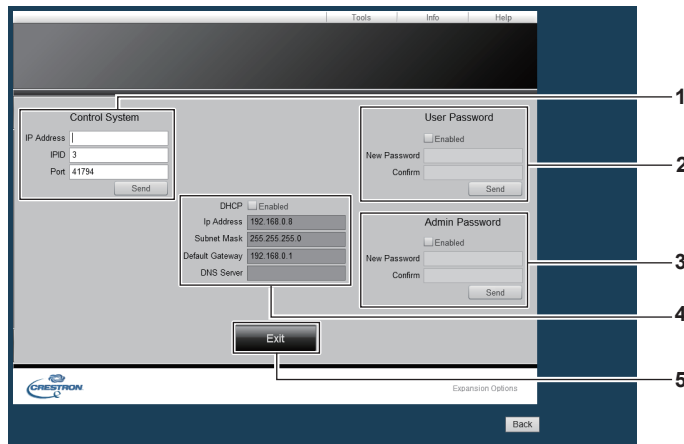 Tools Info Help
1
Control System
IP Address
IPID 3
Port 41794
Send
User Password
Enabled
New Password
Confirm
Send
2
DHCP Enabled
Ip Address 192.168.0.8
Subnet Mask 255.255.255.0
Default Gateway 192.168.0.1
DNS Server
Admin Password
Enabled
New Password
Confirm
Send
3
4
Exit
5
CRESTRON
Expansion Options
Back